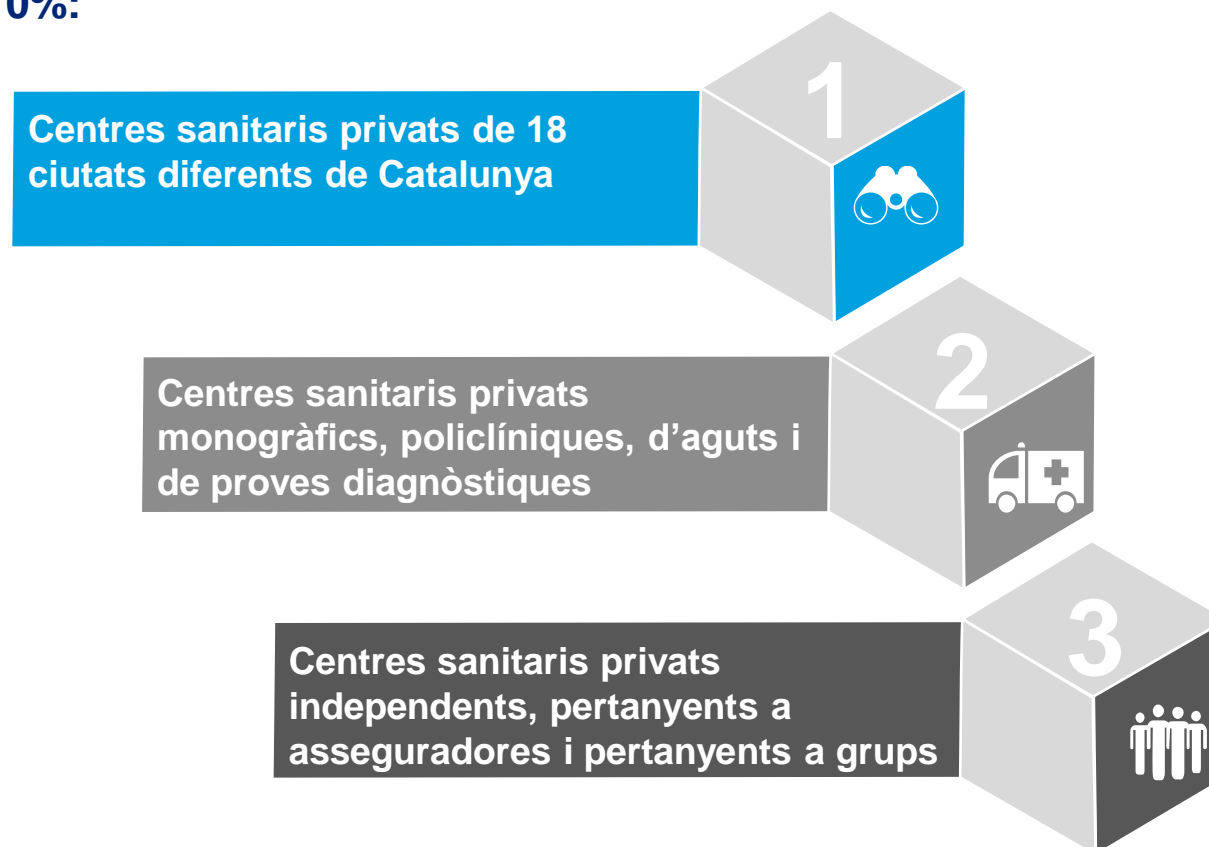 0%:
1
Centres sanitaris privats de 18
ciutats diferents de Catalunya
2
Centres sanitaris privats
monogràfics, policlíniques, d’aguts i
de proves diagnòstiques
3
Centres sanitaris privats
independents, pertanyents a
asseguradores i pertanyents a grups